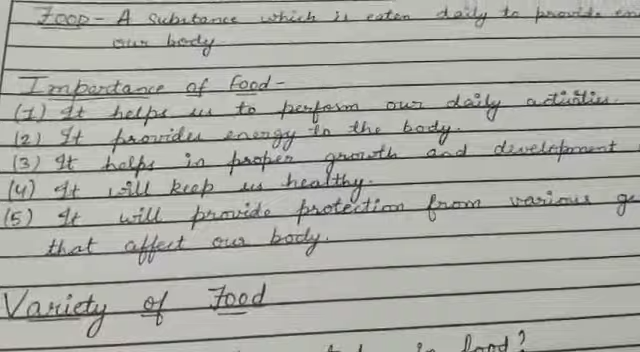 FOOD - A substance which is eaten daily to provide
our body
Importance of Food -
(1) It helps us to perform our daily activities.
(2) It provides energy to the body.
(3) It helps in proper growth and development
(4) It will keep us healthy.
(5) It will provide protection from various
that affect our body.
Variety of Food
in food?